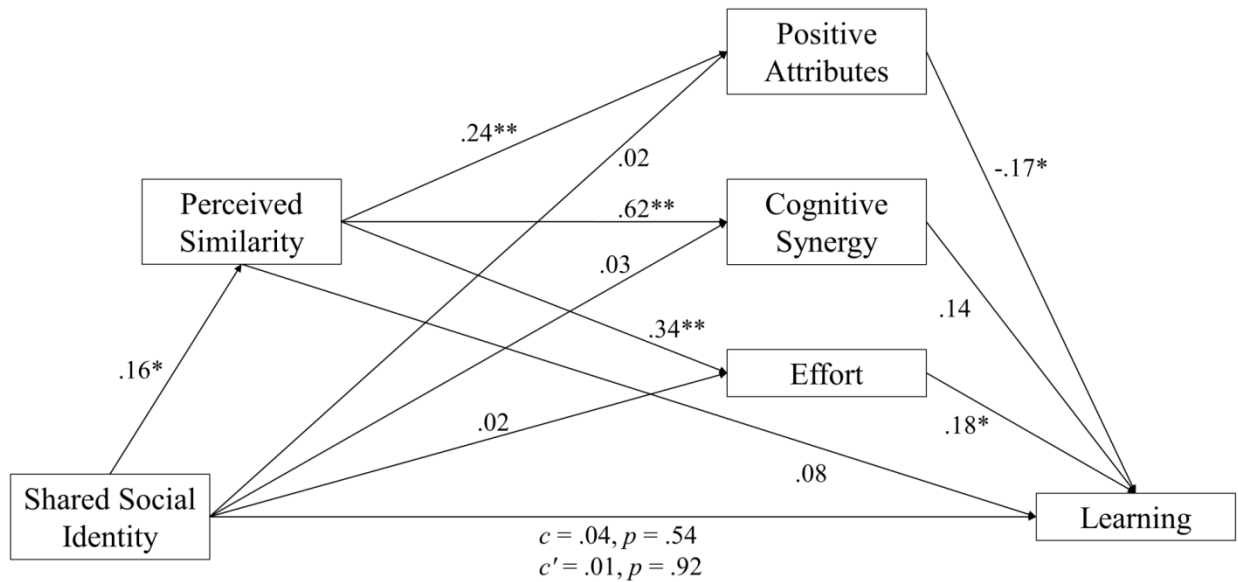 Positive
Attributes
.24**
.02
-.17*
Perceived
Similarity
.62**
Cognitive
Synergy
.03
.14
.34**
.16*
Effort
.02
.18*
.08
Shared Social
Identity
Learning
c = .04, p = .54
c' = .01, p = .92